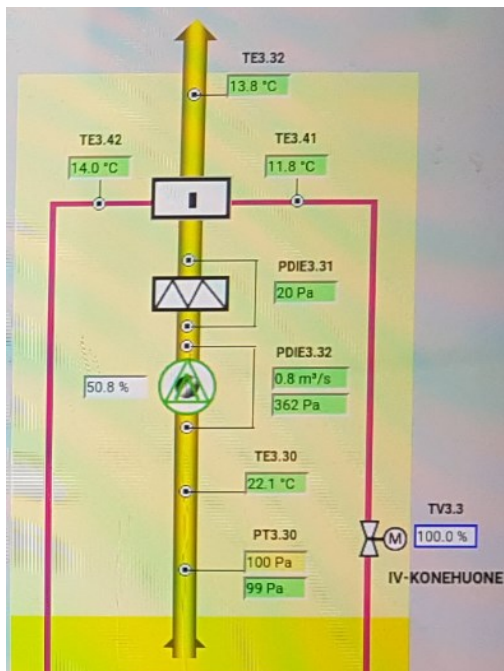 TE3.32
13.8 °C
TE3.42
TE3.41
14.0 °C
11.8 °C
PDIE3.31
20 Pa
PDIE3.32
50.8 %
0.8 m³/s
362 Pa
TE3.30
22.1 °C
TV3.3
M
100.0 %
PT3.30
100 Pa
IV-KONEHUONE
99 Pa